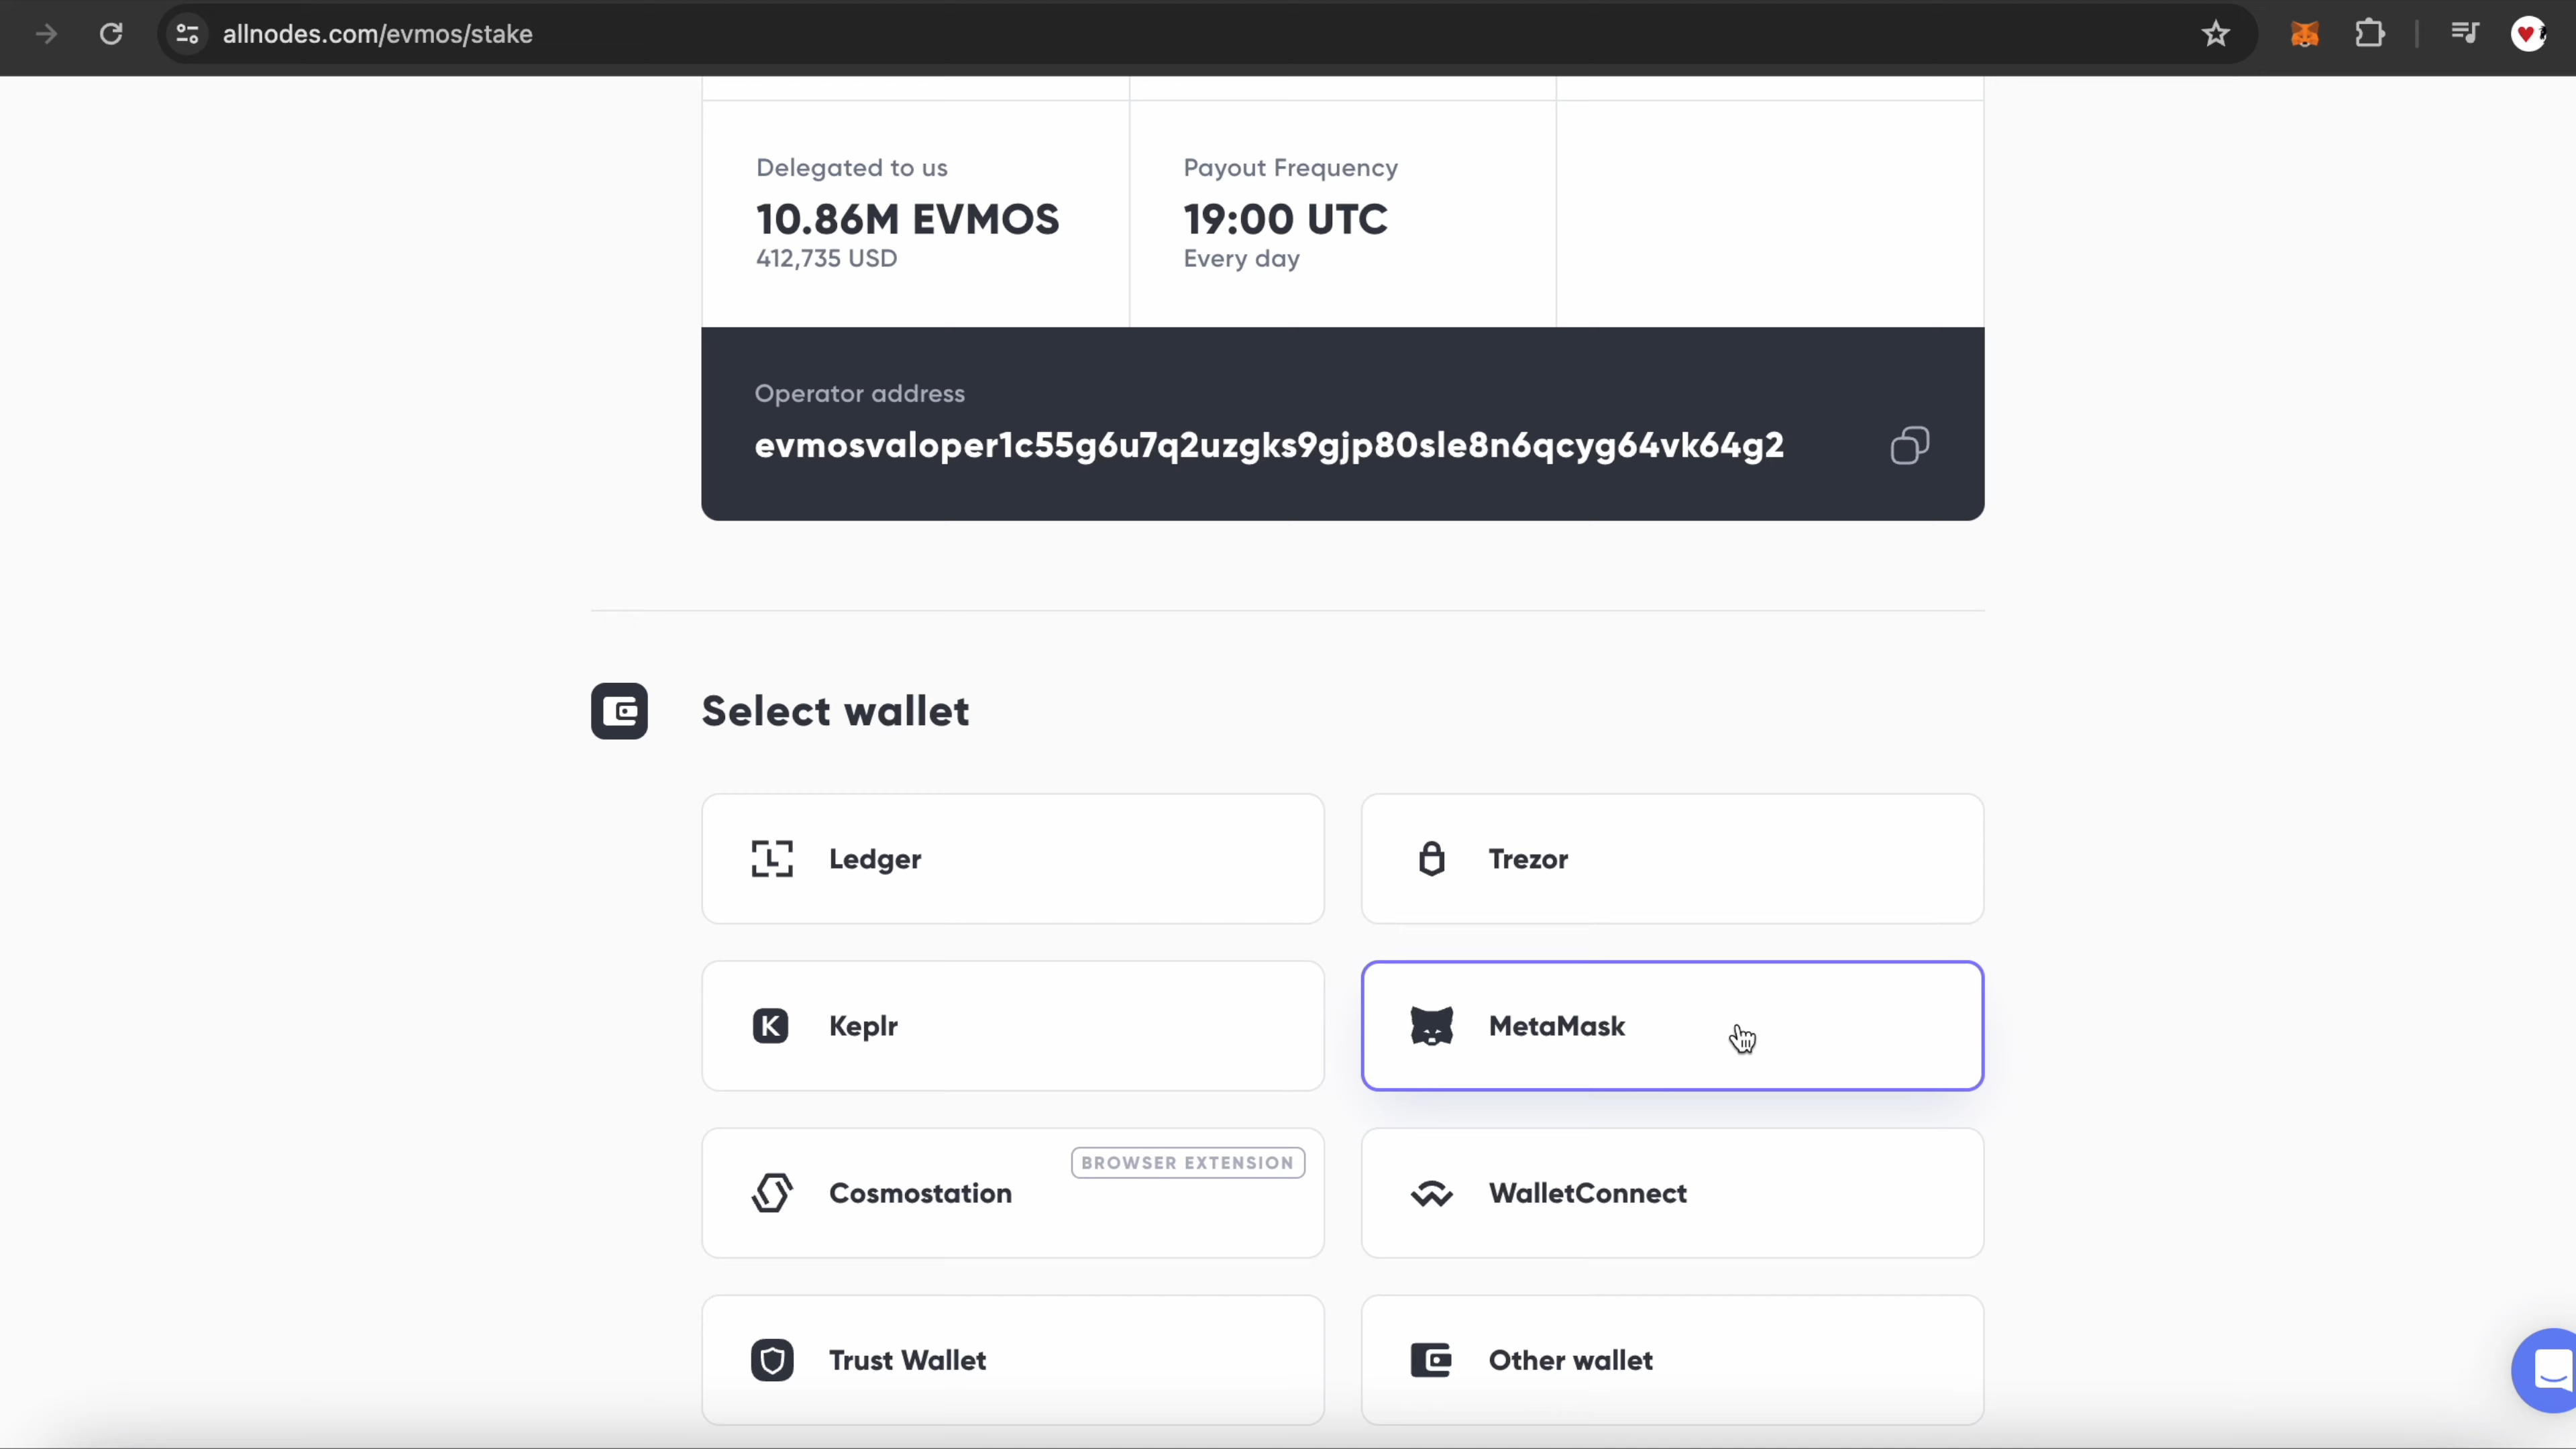 allnodes.com/evmos/stake
Delegated to us
10.86M EVMOS
412,735 USD
Payout Frequency
19:00 UTC
Every day
Operator address
evmosvaloper1c55g6u7q2uzgks9gjp80sle8n6qcyg64vk64g2
Select wallet
Ledger
Trezor
Keplr
MetaMask
BROWSER EXTENSION
Cosmostation
WalletConnect
Trust Wallet
Other wallet